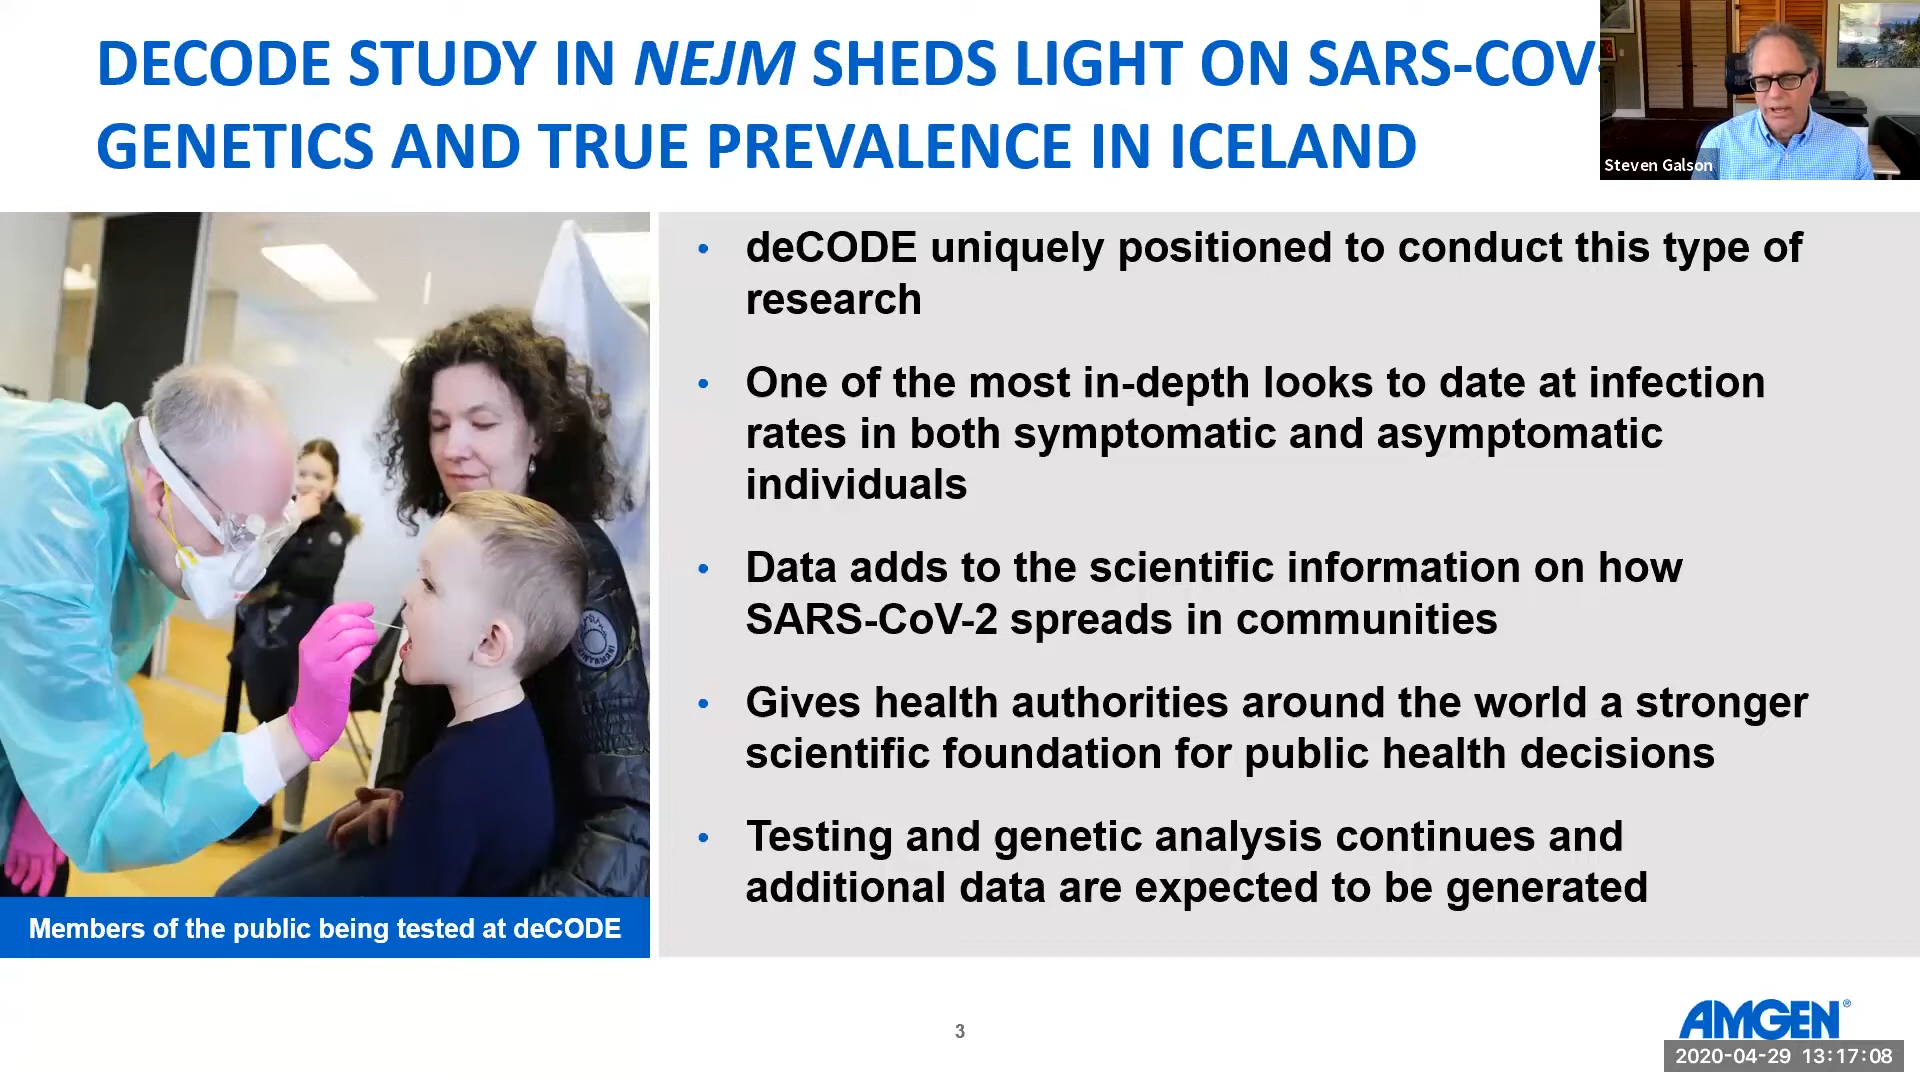 DECODE STUDY IN NEJM SHEDS LIGHT ON SARS-COV-
GENETICS AND TRUE PREVALENCE IN ICELAND
Steven Galson
• deCODE uniquely positioned to conduct this type of
research
• One of the most in-depth looks to date at infection
rates in both symptomatic and asymptomatic
individuals
• Data adds to the scientific information on how
SARS-CoV-2 spreads in communities
• Gives health authorities around the world a stronger
scientific foundation for public health decisions
• Testing and genetic analysis continues and
additional data are expected to be generated
Members of the public being tested at deCODE
3
AMGEN®
2020-04-29 13:17:08